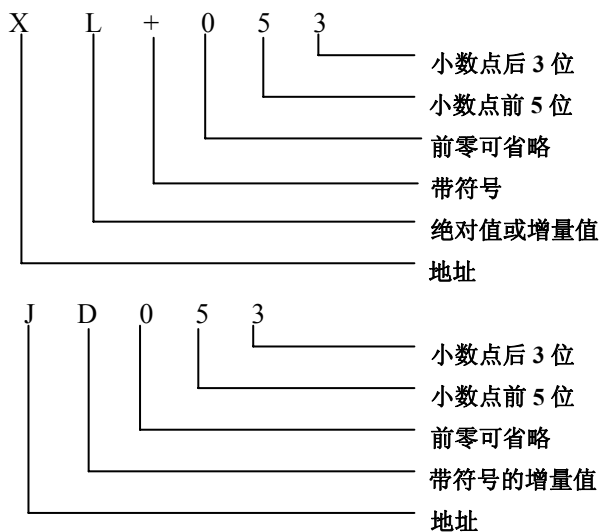 X L + 0 5 3
小数点后 3 位
小数点前 5 位
前零可省略
带符号
绝对值或增量值
地址
J D 0 5 3
小数点后 3 位
小数点前 5 位
前零可省略
带符号的增量值
地址